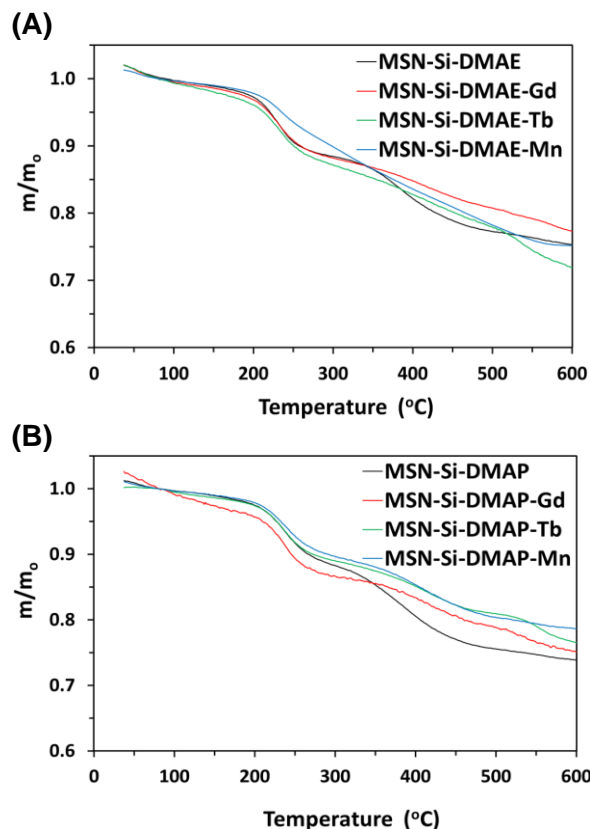 (A)
MSN-Si-DMAE
MSN-Si-DMAE-Gd
MSN-Si-DMAE-Tb
MSN-Si-DMAE-Mn
1.0
0.9
0.8
0.7
0.6
m/mo
0 100 200 300 400 500 600
Temperature (oC)
(B)
MSN-Si-DMAP
MSN-Si-DMAP-Gd
MSN-Si-DMAP-Tb
MSN-Si-DMAP-Mn
1.0
0.9
0.8
0.7
0.6
m/mo
0 100 200 300 400 500 600
Temperature (oC)